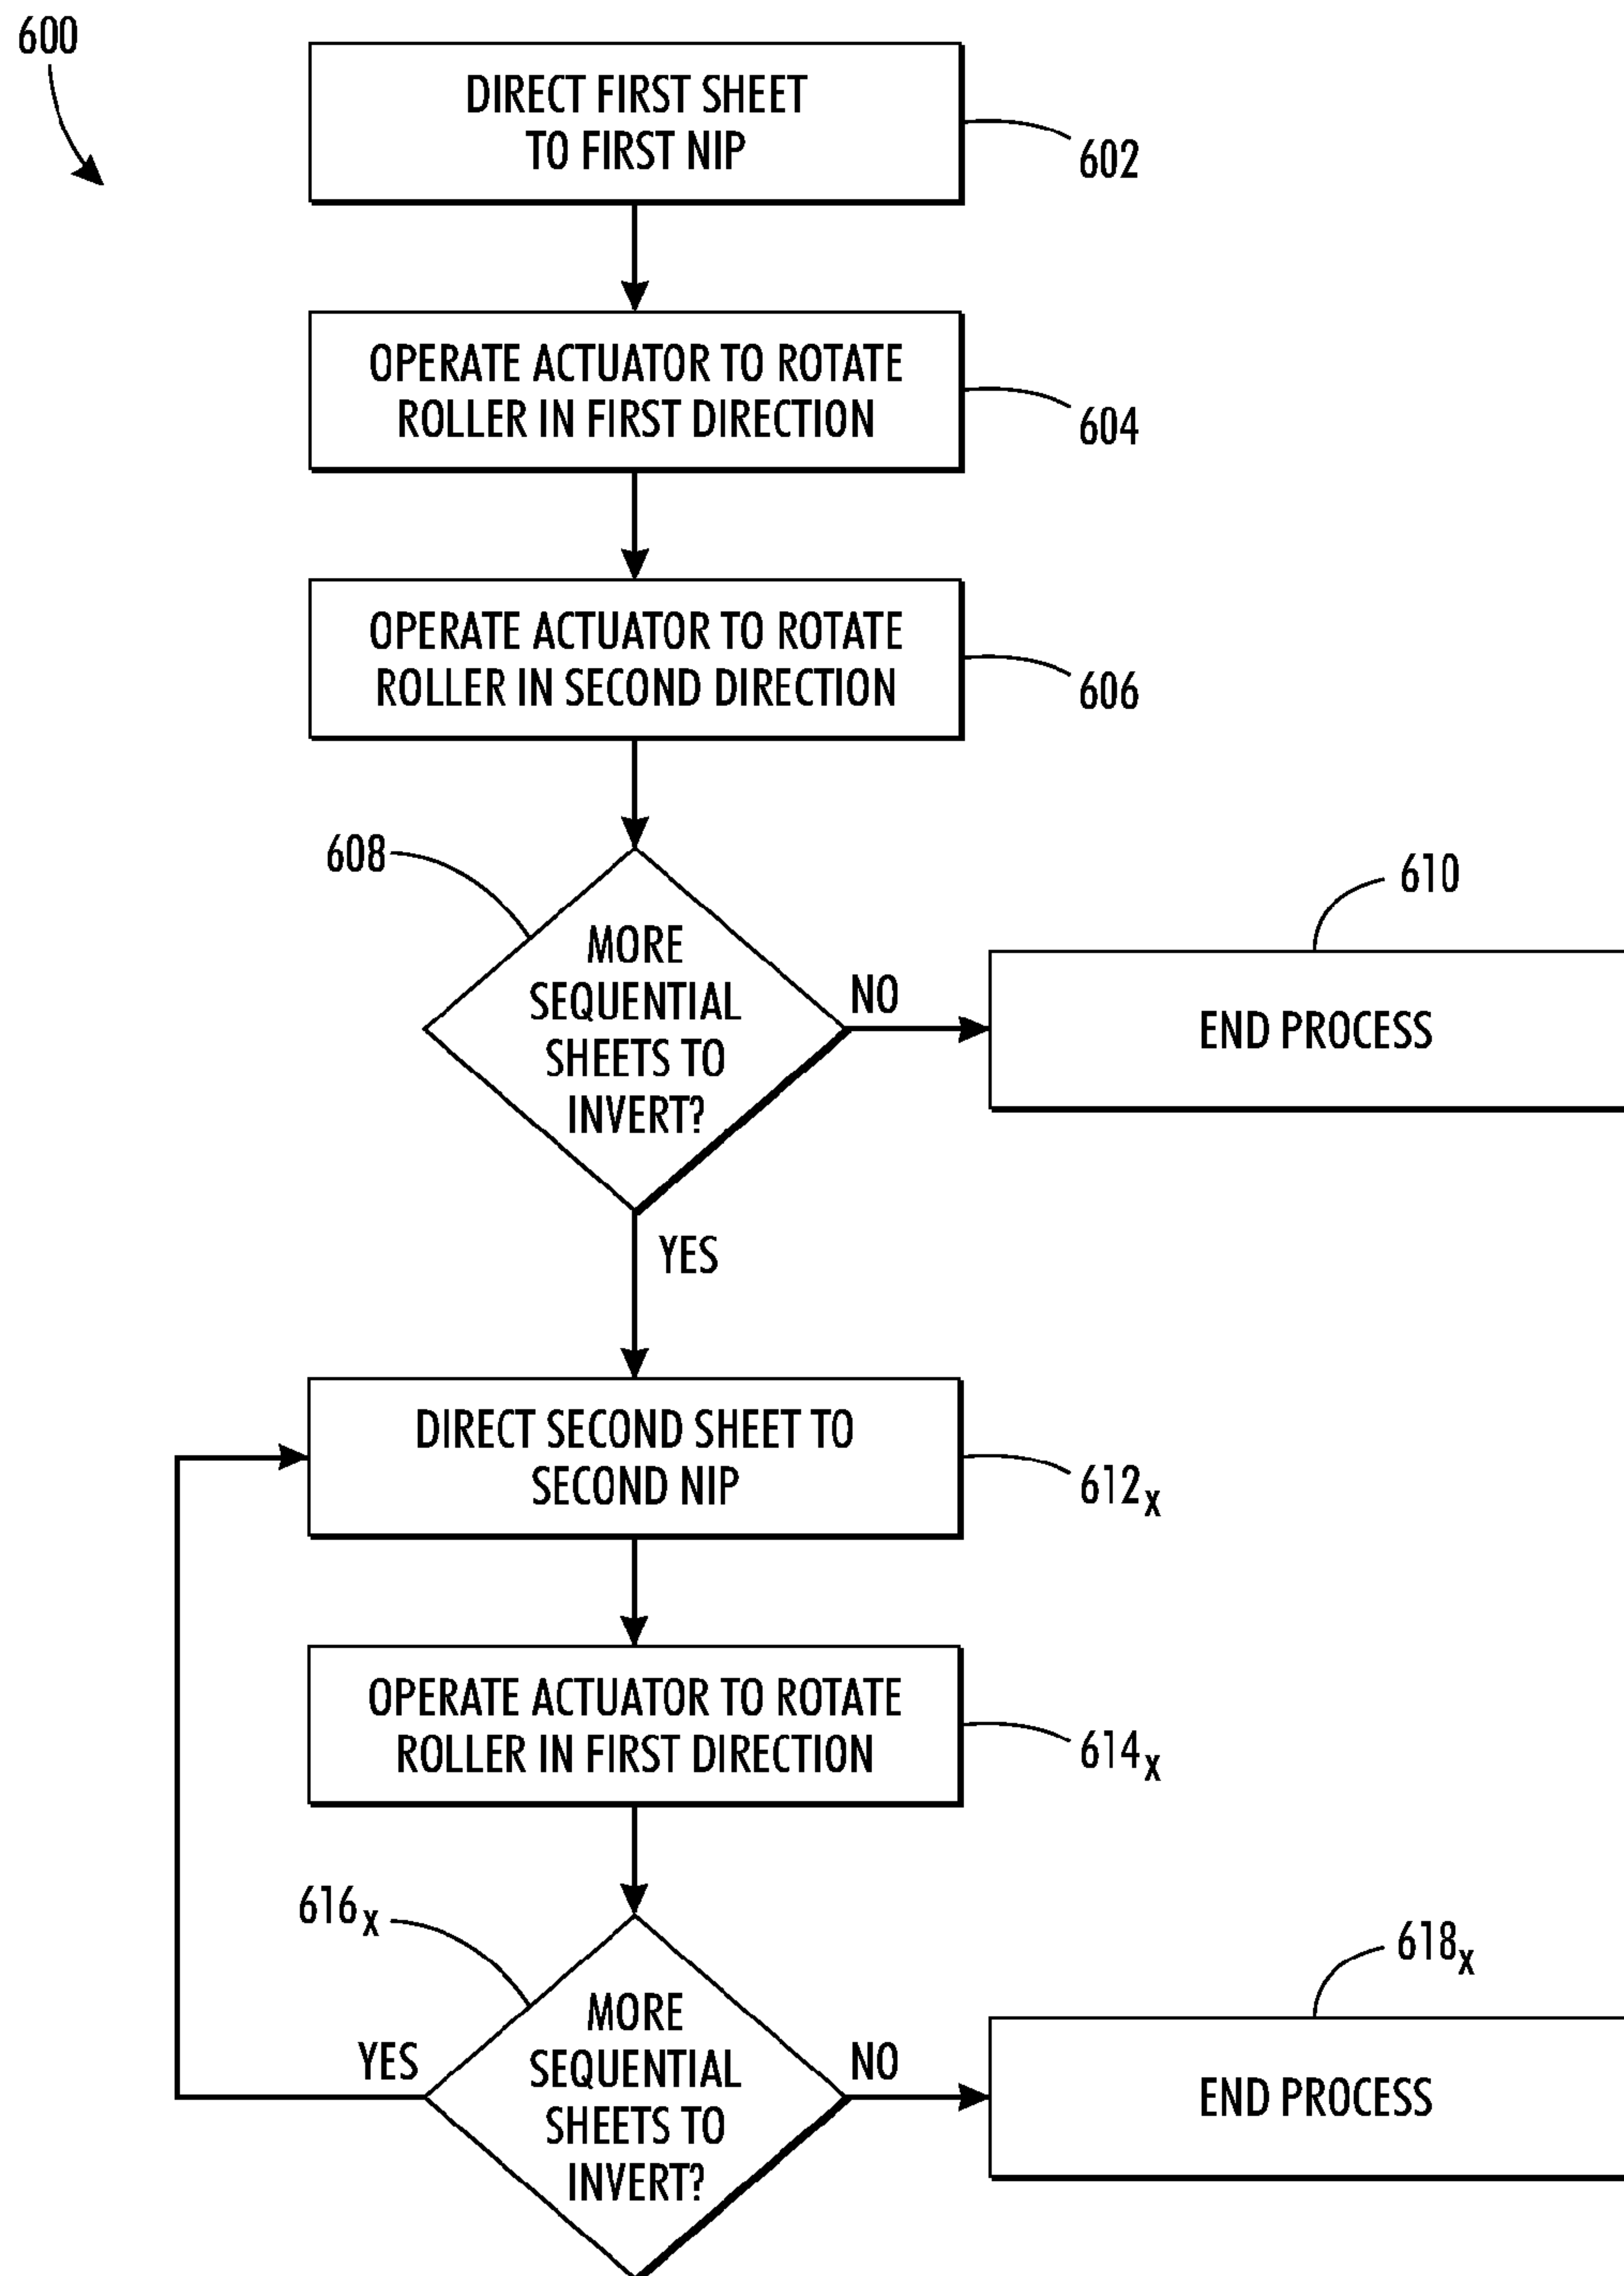 600
DIRECT FIRST SHEET
TO FIRST NIP
602
OPERATE ACTUATOR TO ROTATE
ROLLER IN FIRST DIRECTION
604
OPERATE ACTUATOR TO ROTATE
ROLLER IN SECOND DIRECTION
606
608
MORE
SEQUENTIAL
SHEETS TO
INVERT?
NO
610
END PROCESS
YES
DIRECT SECOND SHEET TO
SECOND NIP
612X
OPERATE ACTUATOR TO ROTATE
ROLLER IN FIRST DIRECTION
614X
616X
MORE
SEQUENTIAL
SHEETS TO
INVERT?
YES
NO
618X
END PROCESS